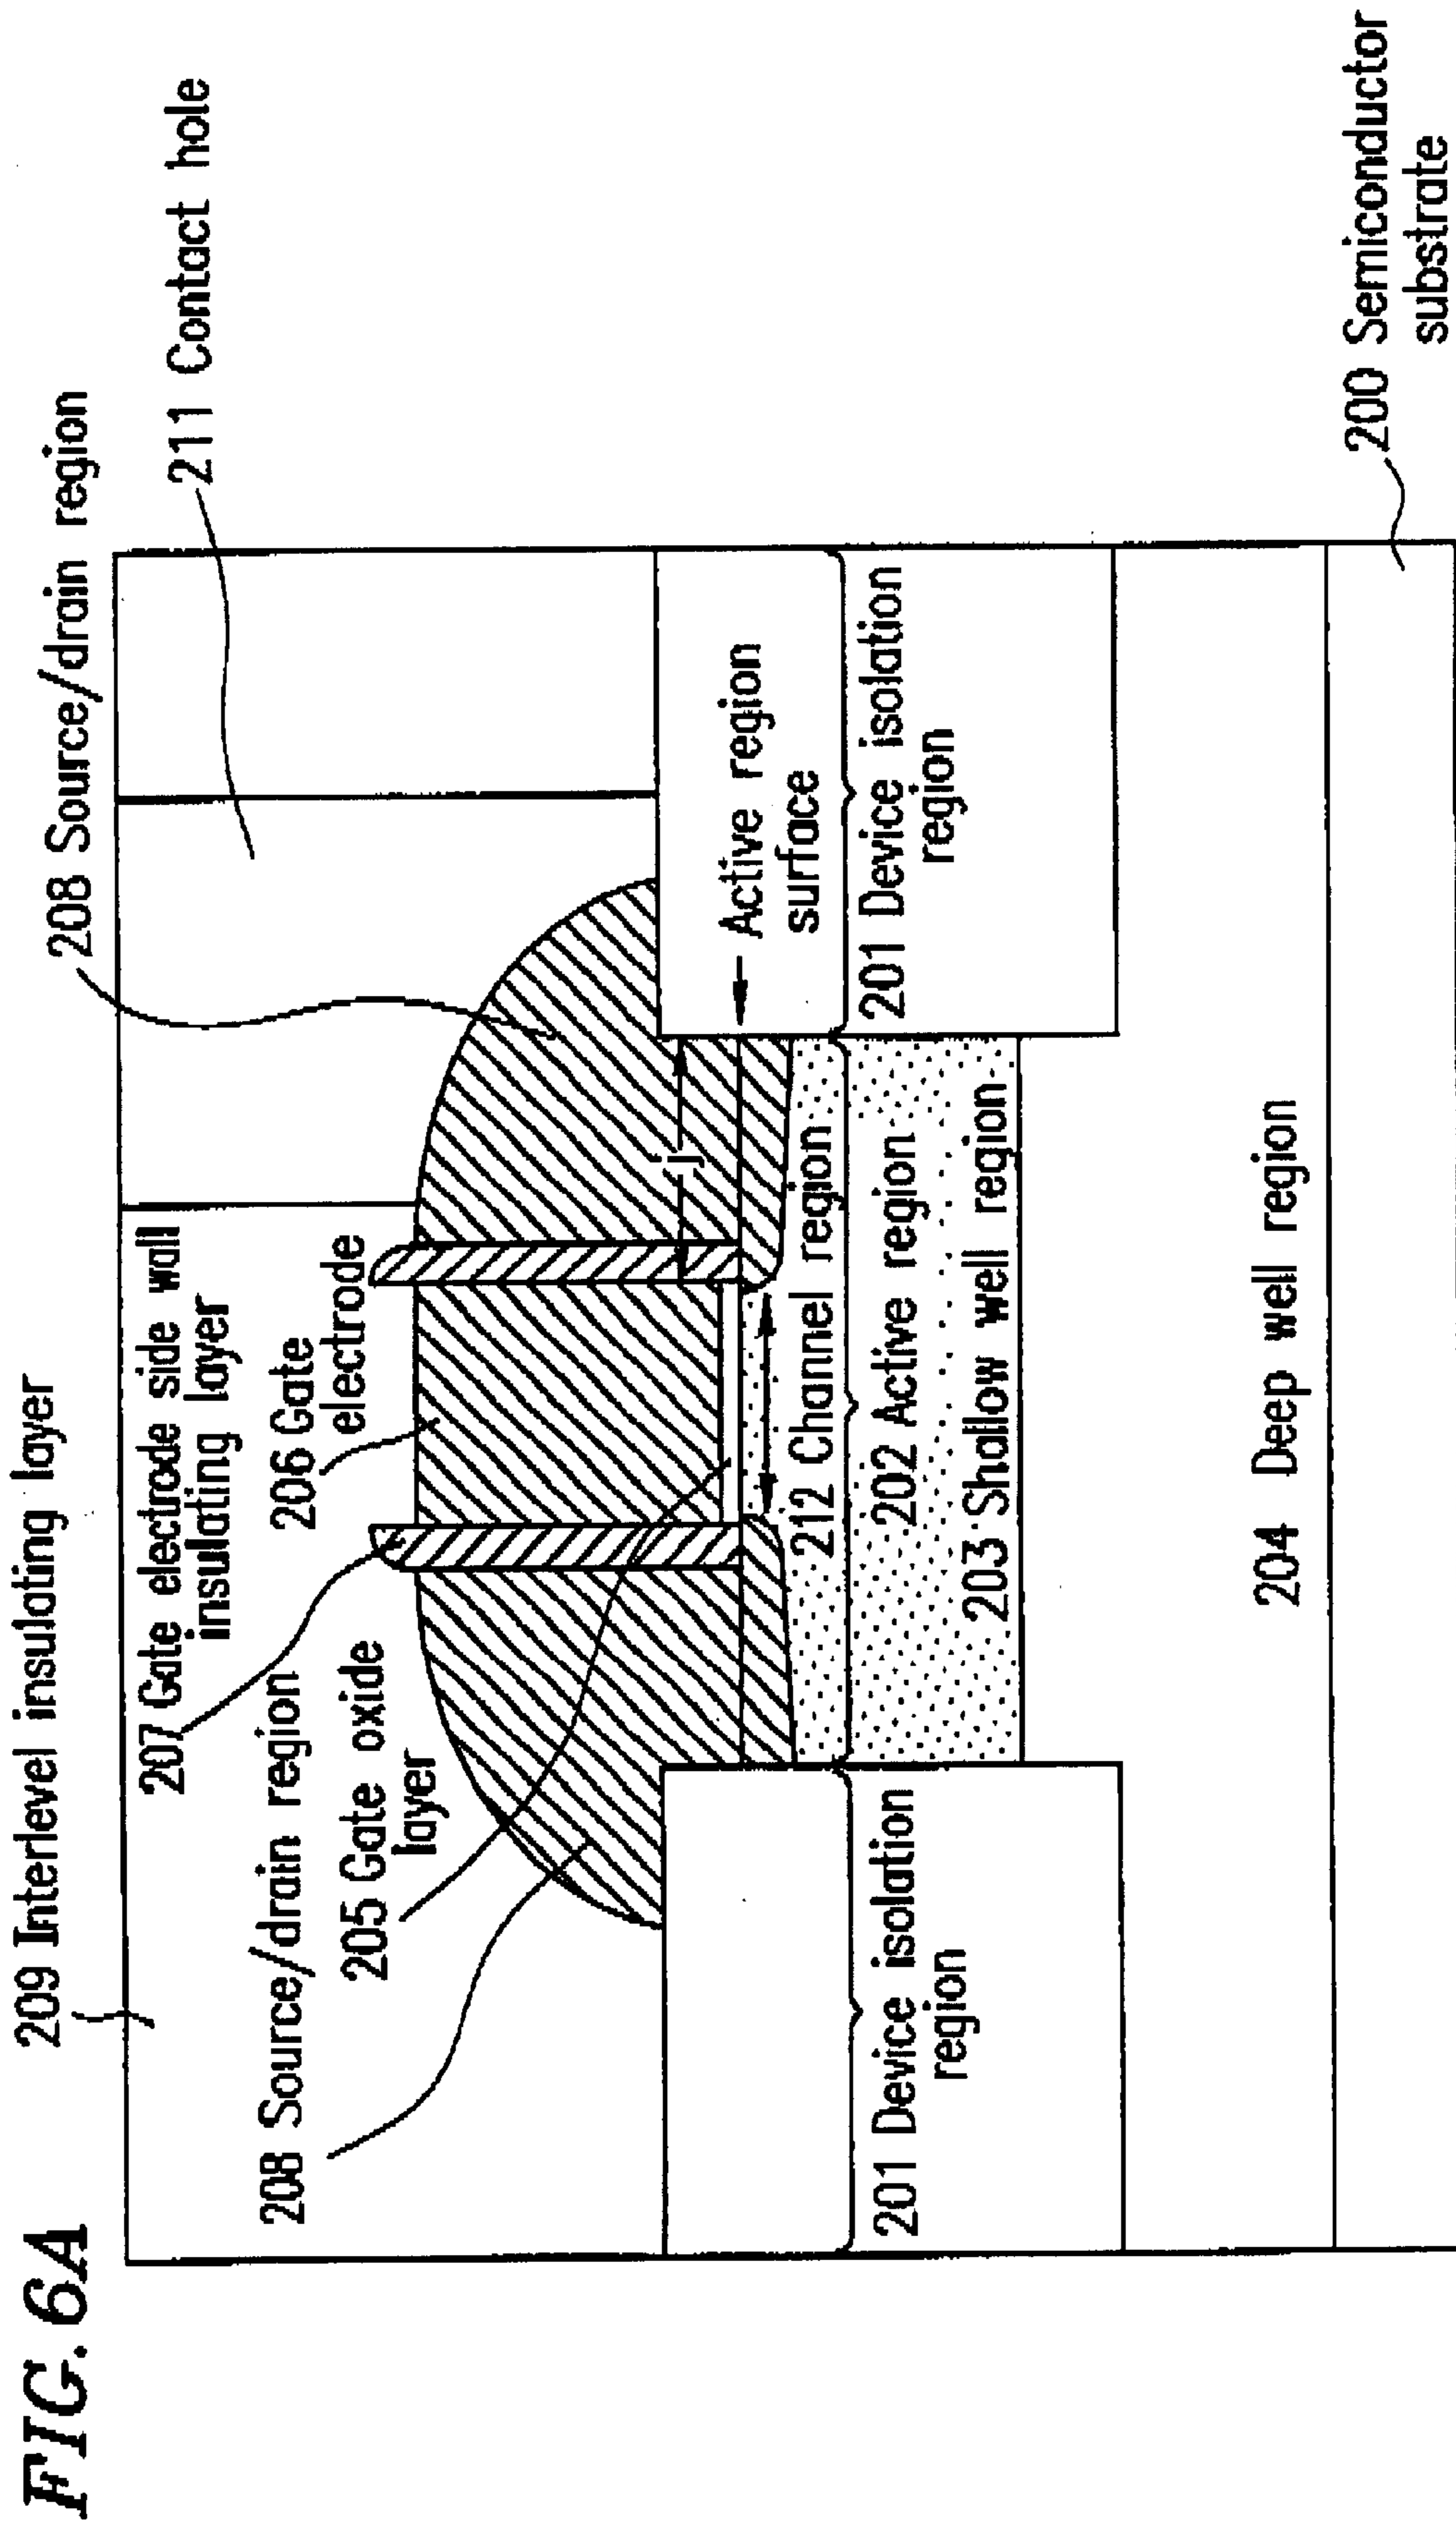 FIG. 6A
209 Interlevel insulating layer
208 Source/drain region
211 Contact hole
207 Gate electrode side wall
insulating layer
206 Gate
electrode
208 Source/drain region
205 Gate oxide
layer
j
Active region
surface
212 Channel region
201 Device isolation
region
202 Active region
201 Device isolation
region
203 Shallow well region
204 Deep well region
200 Semiconductor
substrate